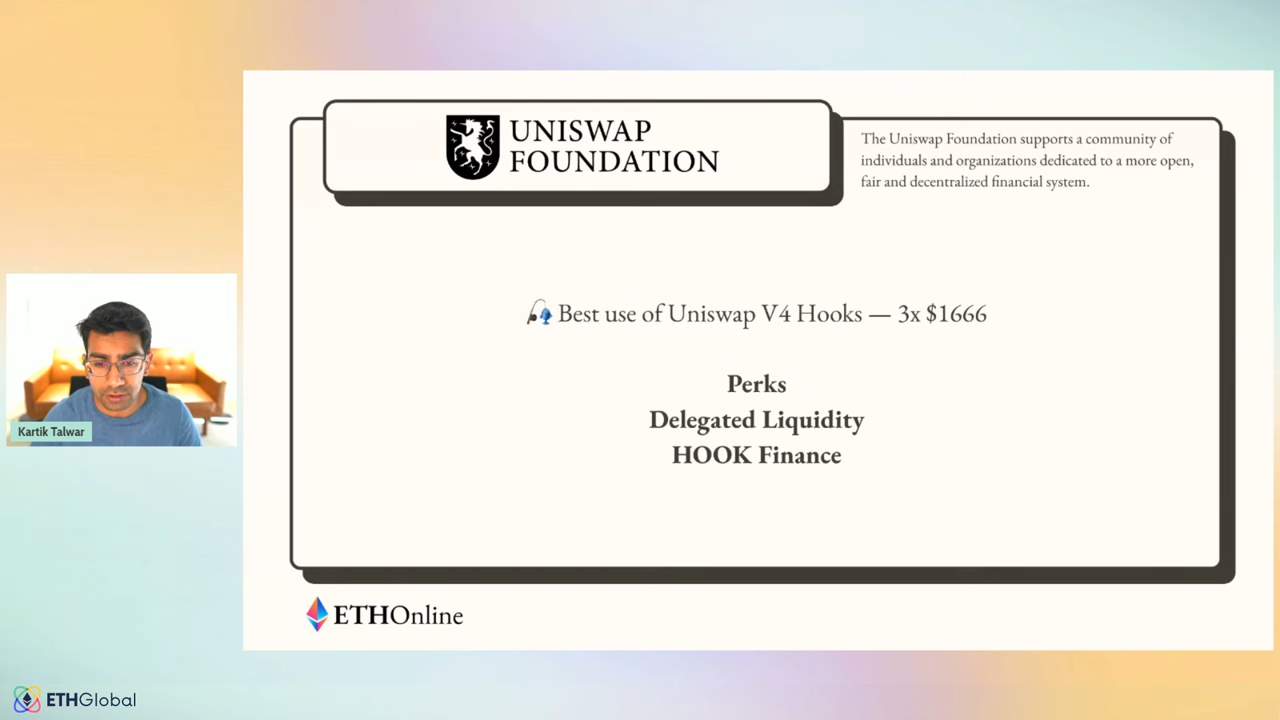 UNISWAP
FOUNDATION
The Uniswap Foundation supports a community of
individuals and organizations dedicated to a more open,
fair and decentralized financial system.
Best use of Uniswap V4 Hooks — 3x $1666
Perks
Delegated Liquidity
HOOK Finance
Kartik Talwar
ETHOnline
ETHGlobal